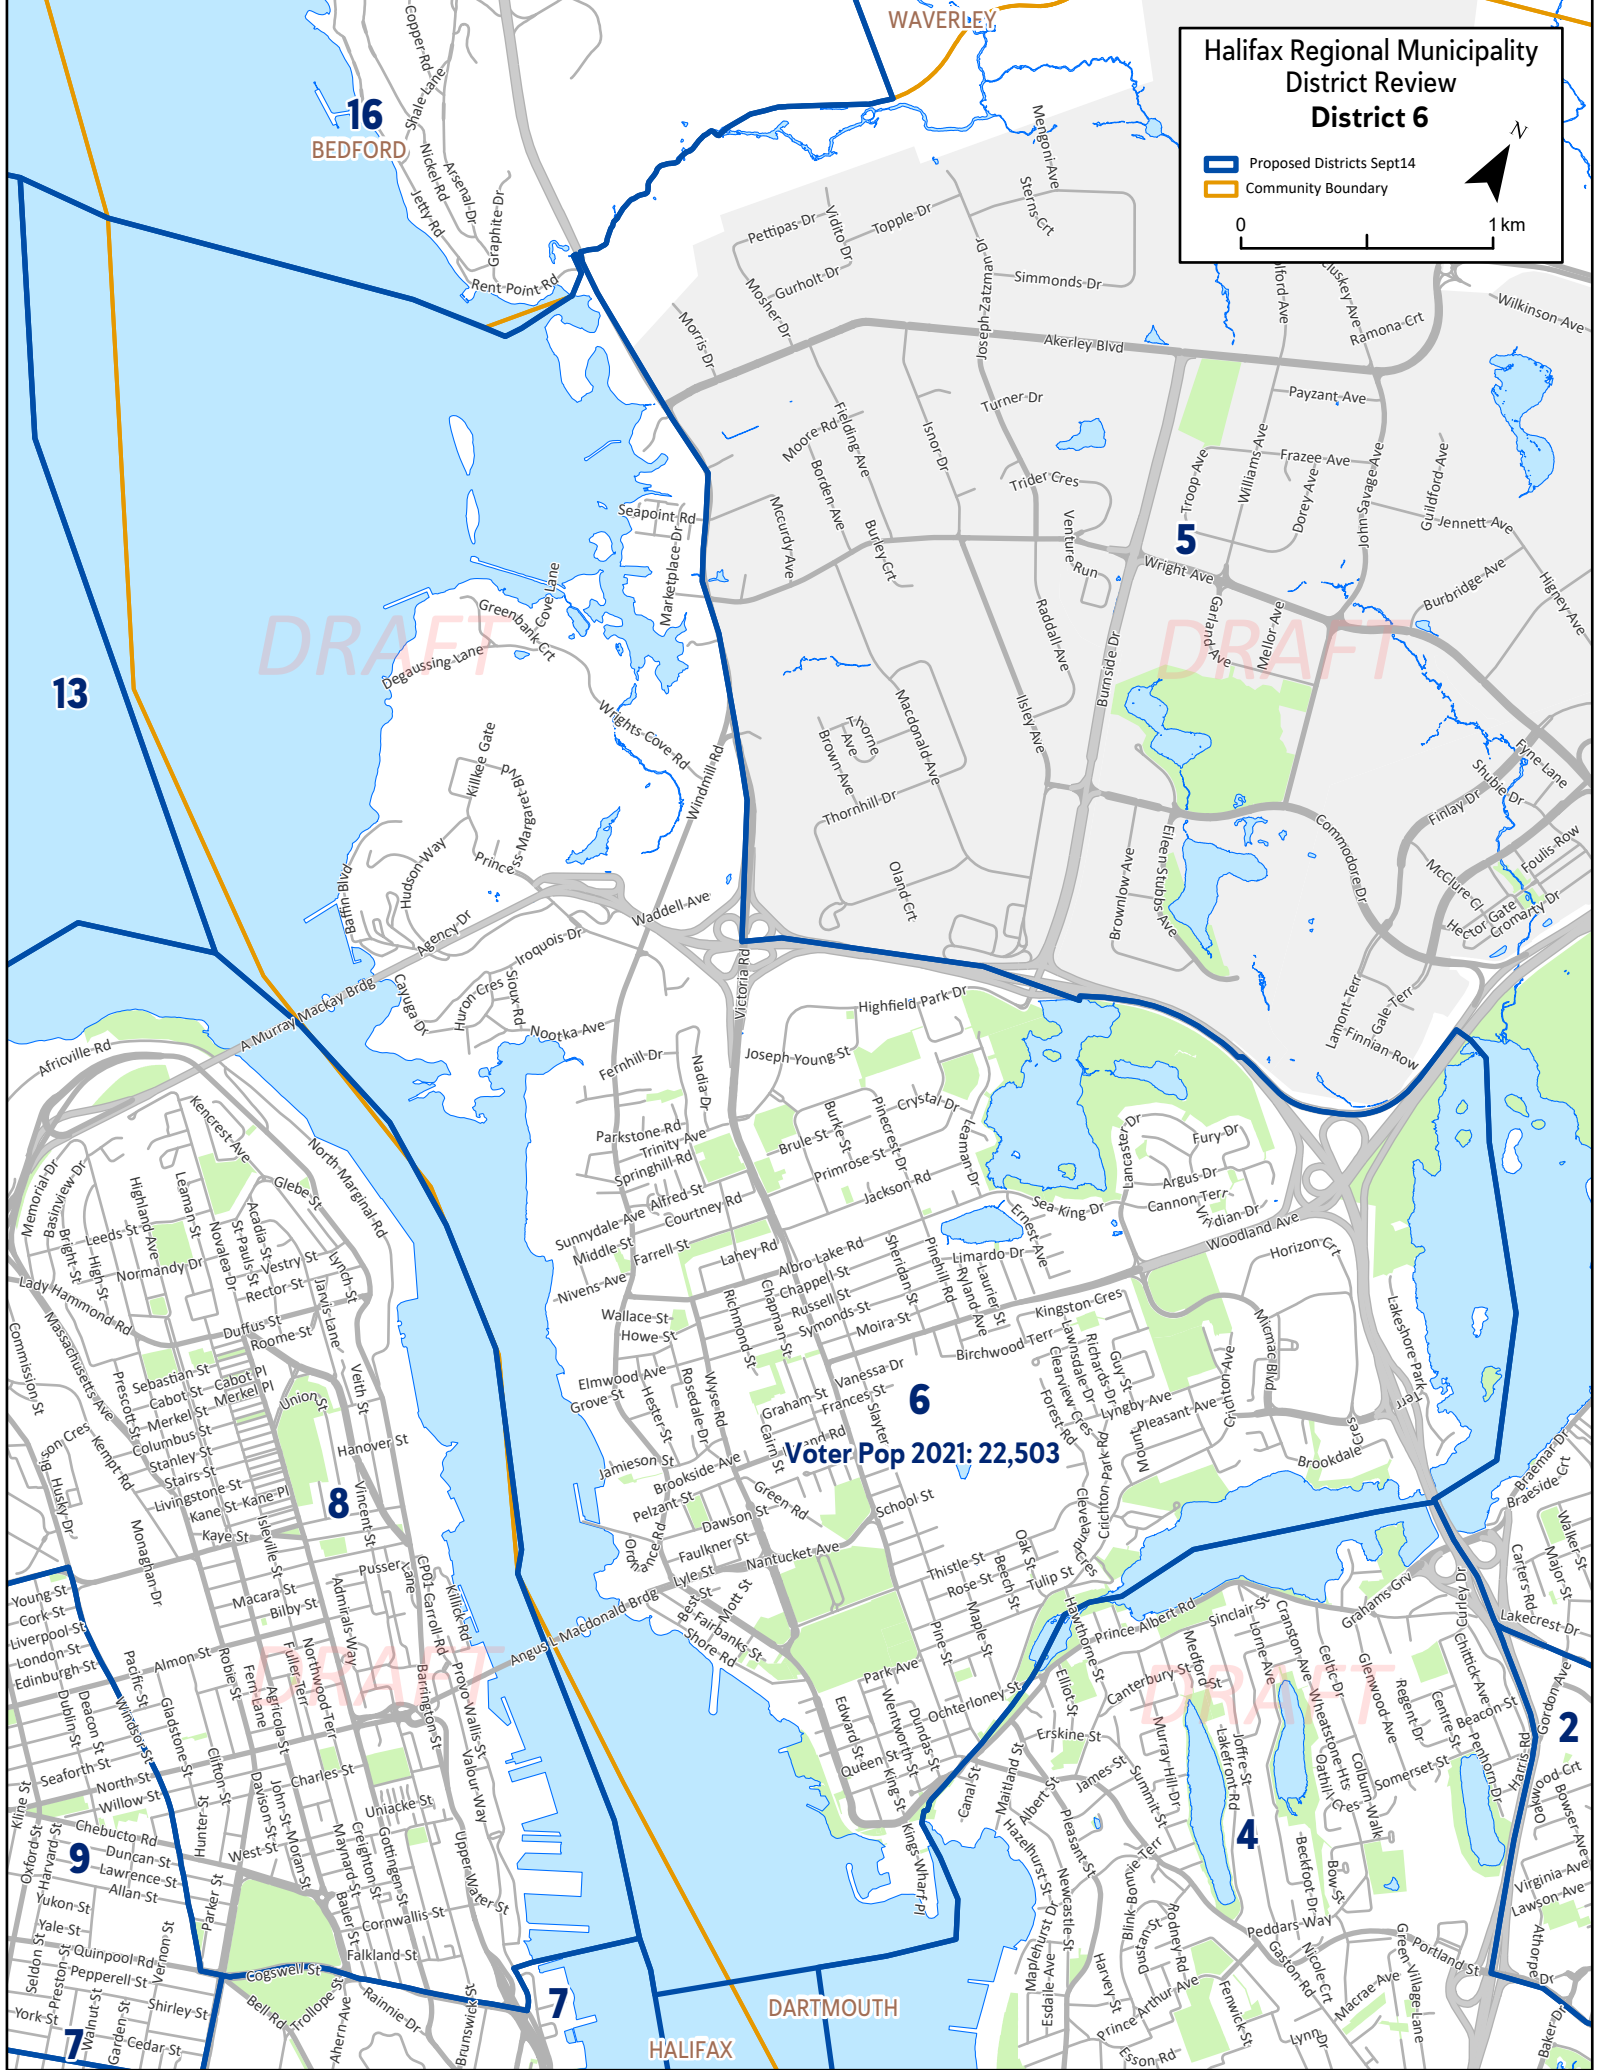 Halifax Regional Municipality
District Review
District 6
N
Proposed Districts Sept14
Community Boundary
0
1 km
WAVERLEY
16
BEDFORD
Copper Rd
Shale Lane
Nickel Rd
Arsenal Dr
Jetty Rd
Graphite Dr
Rent Point Rd
Mengoni Ave
Sterns Crt
Pettipas Dr
Vidito Dr
Topple Dr
Gurholt Dr
Mosher Dr
Morris Dr
Joseph Zatzman Dr
Simmonds Dr
Akerley Blvd
Ramona Crt
Wilkinson Ave
Payzant Ave
Turner Dr
Moore Rd
Fielding Ave
Isnor Dr
Borden Ave
Trider Cres
Troop Ave
Williams Ave
Frazee Ave
Dorey Ave
John Savage Ave
Guildford Ave
Jennett Ave
Seapoint Rd
Marketplace Dr
Mccurdy Ave
Burley Crt
Venture Run
5
Wright Ave
Burbridge Ave
Higney Ave
Cove Lane
Greenbank Crt
Degaussing Lane
DRAFT
DRAFT
Raddall Ave
Garland Ave
Mellor Ave
Burnside Dr
13
Wrights Cove Rd
Macdonald Ave
Thorne Ave
Brown Ave
Ilsley Ave
Killkee Gate
Princess Margaret Blvd
Windmill Rd
Thornhill Dr
Fyne Lane
Shubie Dr
Finlay Dr
Commodore Dr
Foulis Row
McClure Cl
Hector Gate
Cromarty Dr
Hudson Way
Baffin Blvd
Agency Dr
Waddell Ave
Oland Crt
Brownlow Ave
Eileen Stubbs Ave
Iroquois Dr
Sioux Rd
Huron Cres
Cayuga Dr
Nootka Ave
A Murray Mackay Brdg
Victoria Rd
Highfield Park Dr
Lamont Terr
Gale Terr
Finnian Row
Africville Rd
Fernhill Dr
Nadia Dr
Joseph Young St
Kencrest Ave
North Marginal Rd
Parkstone Rd
Trinity Ave
Springhill Rd
Alfred St
Courtney Rd
Brule St
Burke St
Pinecrest Dr
Crystal Dr
Leaman Dr
Primrose St
Jackson Rd
Lancaster Dr
Fury Dr
Argus Dr
Cannon Terr
Viridian Dr
Woodland Ave
Horizon Crt
Sea King Dr
Ernest Ave
Memorial Dr
Basinview Dr
Bright St
Leeds St
High St
Highland Ave
Leaman St
Normandy Dr
Novalea Dr
St Pauls St
Acadia St
Glebe St
Vestry St
Rector St
Lynch St
Jarvis Lane
Lady Hammond Rd
Duffus St
Roome St
Massachusetts Ave
Commission St
Sunnydale Ave
Middle St
Farrell St
Nivens Ave
Lahey Rd
Albro Lake Rd
Chappell St
Russell St
Symonds St
Moira St
Sheridan St
Pinehill Rd
Limardo Dr
Laurier St
Ryland Ave
Wallace St
Howe St
Richmond St
Chapman St
Kingston Cres
Birchwood Terr
Micmac Blvd
Lakeshore Park Terr
Sebastian St
Cabot St
Cabot Pl
Merkel St
Merkel Pl
Columbus St
Stanley St
Stairs St
Livingstone St
Kane St
Kane Pl
Kaye St
Prescott St
Union St
Veith St
Hanover St
Bilby St
Kempt Rd
Husky Dr
Monaghan Dr
8
Vincent St
Isleville St
Elmwood Ave
Grove St
Hester St
Rosedale Dr
Wyse Rd
Vanessa Dr
Graham St
Frances St
Slayter
Cairn St
6
Voter Pop 2021: 22,503
Lawnsdale Dr
Richards Dr
Guy St
Clearview Cres
Forest Rd
Lyngby Ave
Pleasant Ave
Mount
Crichton Ave
Crichton Park Rd
Cleveland Cres
Brookdale Cres
Braemar Dr
Braeside Crt
Walker St
Major St
Carters Rd
Jamieson St
Brookside Ave
Pelzant St
Green Rd
Dawson St
School St
Faulkner St
Nantucket Ave
Ordnance Rd
Lyle St
Best St
Mott St
Fairbanks St
Shore Rd
Angus L Macdonald Brdg
Thistle St
Rose St
Beech St
Oak St
Tulip St
Maple St
Pine St
Park Ave
Hawthorne St
Prince Albert Rd
Sinclair St
Grahams Grv
Lakecrest Dr
Young St
Cork St
Liverpool St
London St
Edinburgh St
Pusser Lane
CP01 Carroll Rd
Killick Rd
Macara St
Admirals Way
Almon St
Robie St
Fuller Terr
Northwood Terr
Fern Lane
Agricola St
Barrington St
Provo Wallis St
Valour Way
DRAFT
DRAFT
Dublin St
Deacon St
Pacific St
Windsor St
Gladstone St
Clifton St
Seaforth St
North St
Willow St
Charles St
Davison St
John St
Moran St
Uniacke St
Creighton St
Maynard St
Gottingen St
Upper Water St
Kline St
Chebucto Rd
Duncan St
Lawrence St
Allan St
Hunter St
West St
Oxford St
Harvard St
9
Yukon St
Yale St
Quinpool Rd
Pepperell St
Shirley St
York St
Cedar St
Seldon St
Preston St
Walnut St
Garden St
Vernon St
Parker St
Bauer St
Cornwallis St
Falkland St
Cogswell St
Bell Rd
Trollope St
Ahern Ave
Rainnie Dr
Brunswick St
7
7
HALIFAX
DARTMOUTH
Edward St
Wentworth St
Dundas St
Ochterloney St
Queen St
King St
Kings Wharf Pl
Canal St
Maitland St
Elliot St
Erskine St
Canterbury St
Medford St
Lorne Ave
Cranston Ave
Celtic Dr
Glenwood Ave
Regent Dr
Centre St
Chittick Ave
Beacon St
Gordon Ave
2
Penhorn Dr
Harris Rd
Oakwood Crt
Bowser Ave
Somerset St
Wheatstone Hts
Oathill Cres
Colburn Walk
Joffre St
Lakefront Rd
Murray Hill Dr
Summit St
James St
Albert St
Pleasant St
Hazelhurst St
Newcastle St
Blink Bonnie Terr
4
Beckfoot Dr
Bow St
Virginia Ave
Lawson Ave
Maplehurst Dr
Esdaile Ave
Harvey St
Dustan St
Rodney Rd
Peddars Way
Gaston Rd
Nicole Crt
Macrae Ave
Green Village Lane
Portland St
Athorpe Dr
Prince Arthur Ave
Fenwick St
Lynn Dr
Esson Rd
Baker Dr